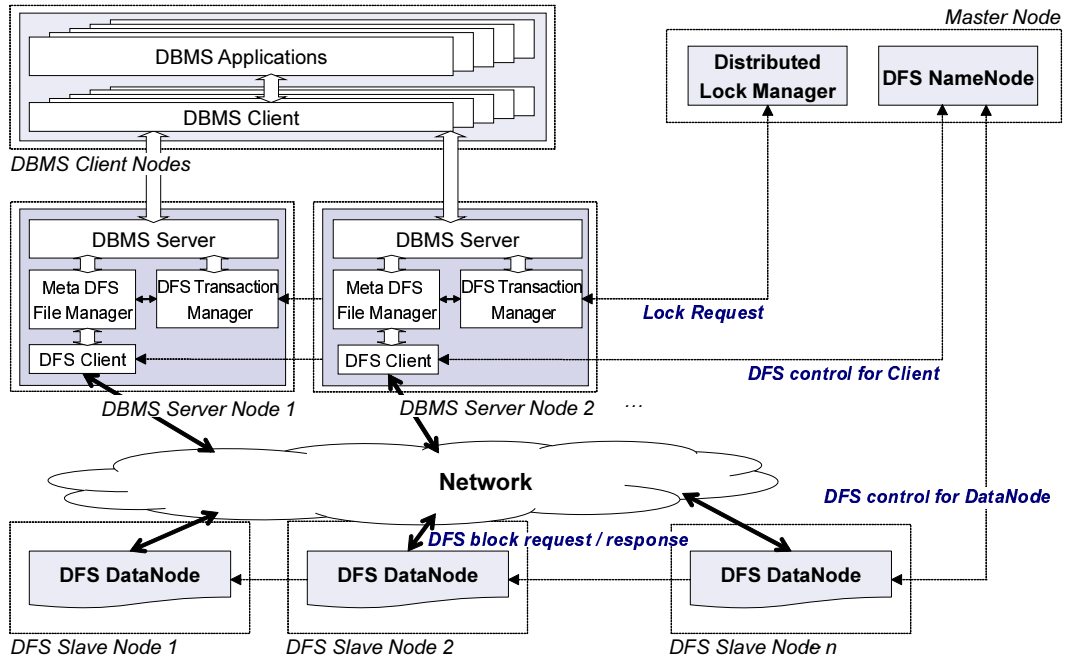 Master Node
DBMS Applications
DBMS Client
DBMS Client Nodes
Distributed
Lock Manager
DFS NameNode
DBMS Server
Meta DFS
File Manager
DFS Transaction
Manager
DFS Client
DBMS Server Node 1
DBMS Server
Meta DFS
File Manager
DFS Transaction
Manager
DFS Client
DBMS Server Node 2
...
Lock Request
DFS control for Client
Network
DFS control for DataNode
DFS block request / response
DFS DataNode
DFS Slave Node 1
DFS DataNode
DFS Slave Node 2
DFS DataNode
DFS Slave Node n